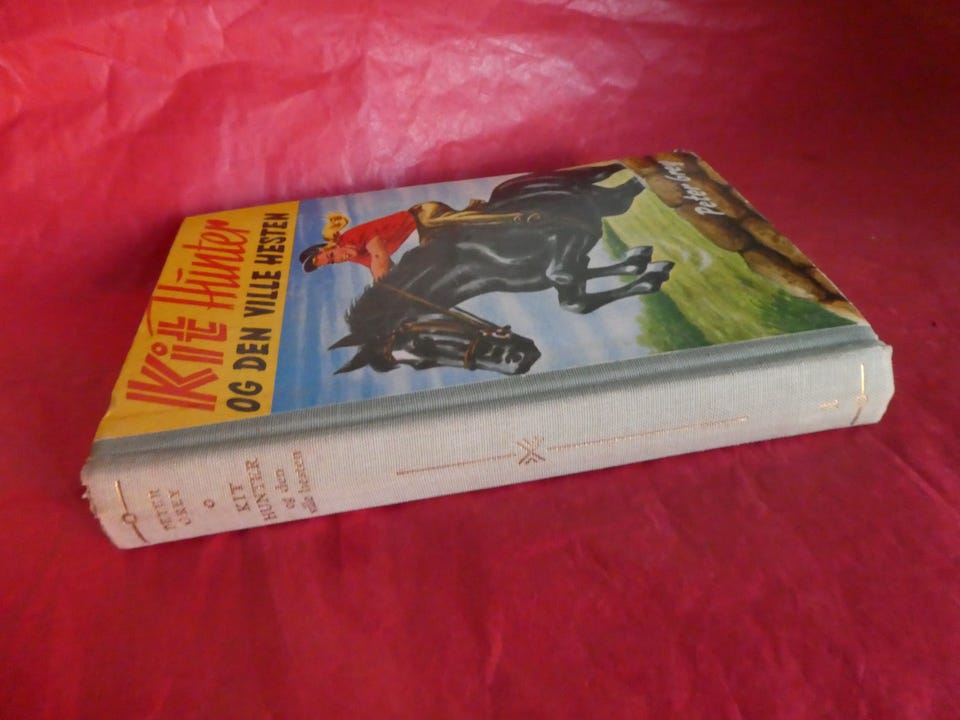 Kit Hunter
OG DEN VILLE HESTEN
Peter Grey
PETER
GREY
KIT
HUNTER
og den
ville hesten